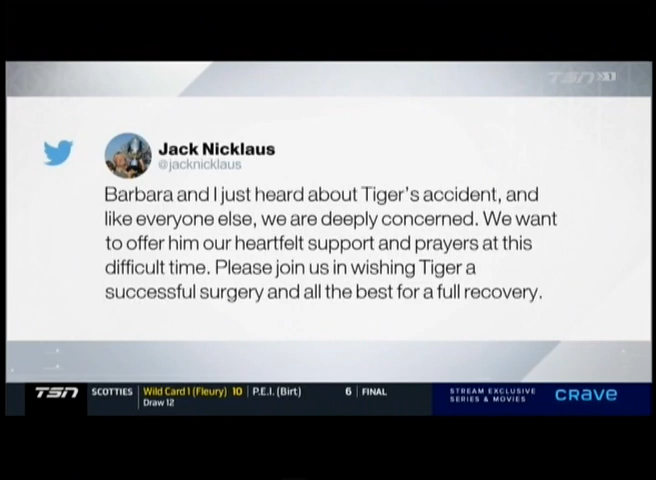 TSN 1
Jack Nicklaus
@jacknicklaus
Barbara and I just heard about Tiger's accident, and
like everyone else, we are deeply concerned. We want
to offer him our heartfelt support and prayers at this
difficult time. Please join us in wishing Tiger a
successful surgery and all the best for a full recovery.
TSN SCOTTIES Wild Card 1 (Fleury) 10 P.E.I. (Birt) 6 FINAL
Draw 12
STREAM EXCLUSIVE
SERIES & MOVIES
CRAVE